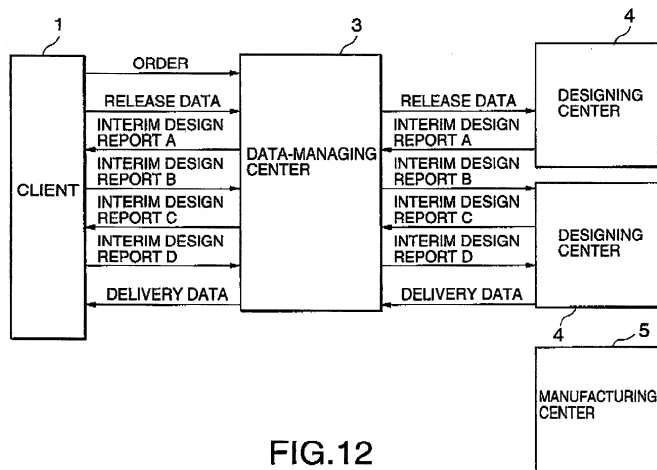 1
3
4
ORDER
RELEASE DATA
INTERIM DESIGN
REPORT A
INTERIM DESIGN
REPORT B
INTERIM DESIGN
REPORT C
INTERIM DESIGN
REPORT D
DELIVERY DATA
CLIENT
DATA-MANAGING
CENTER
RELEASE DATA
INTERIM DESIGN
REPORT A
INTERIM DESIGN
REPORT B
INTERIM DESIGN
REPORT C
INTERIM DESIGN
REPORT D
DELIVERY DATA
DESIGNING
CENTER
DESIGNING
CENTER
4
5
MANUFACTURING
CENTER
FIG.12